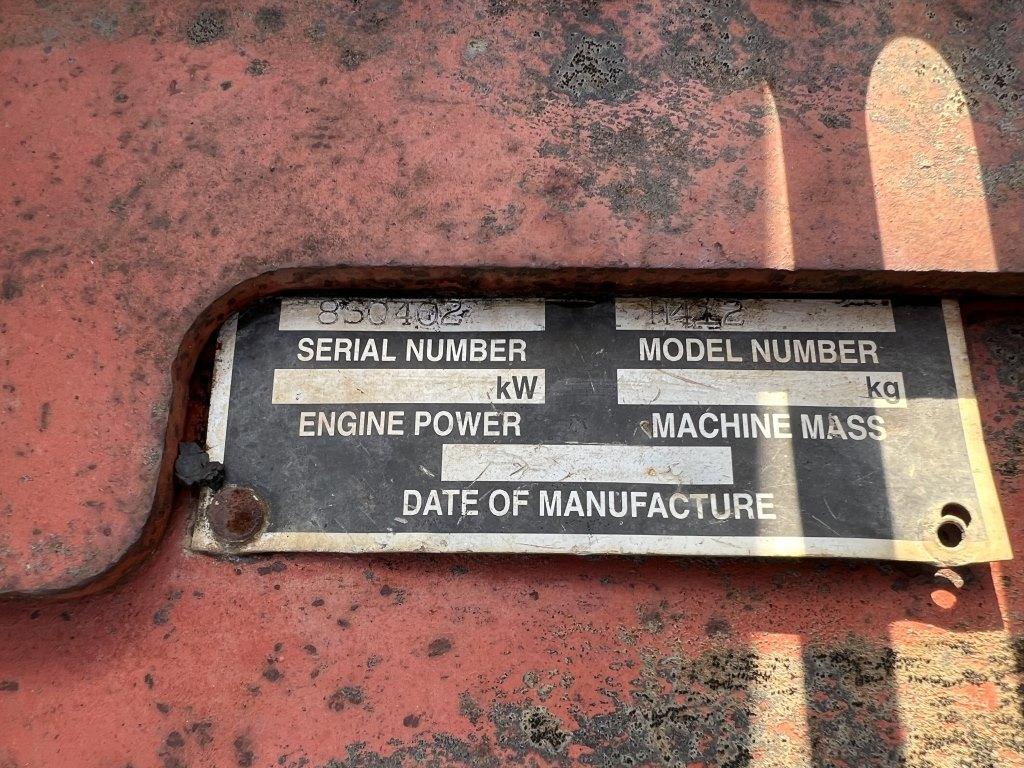 850402
SERIAL NUMBER
MODEL NUMBER
kW
kg
ENGINE POWER
MACHINE MASS
DATE OF MANUFACTURE